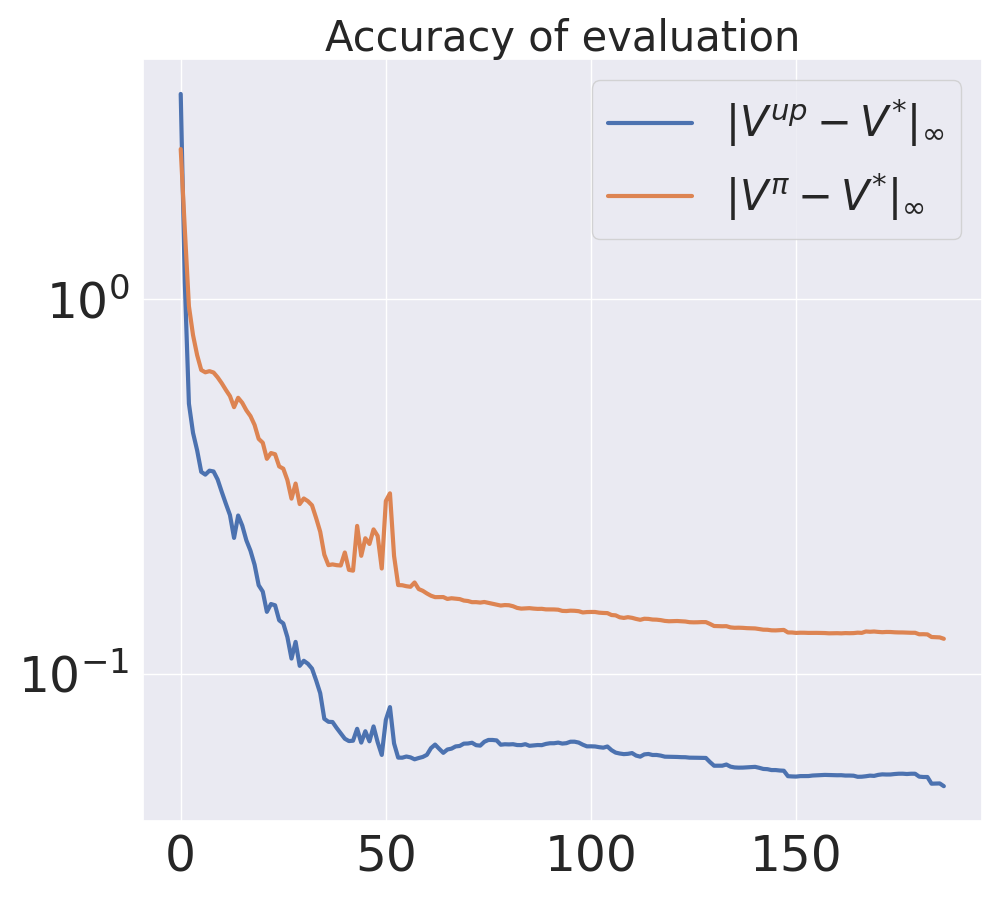 Accuracy of evaluation
|V^{up} − V^*|_∞
|V^π − V^*|_∞
10^0
10^{−1}
0 50 100 150